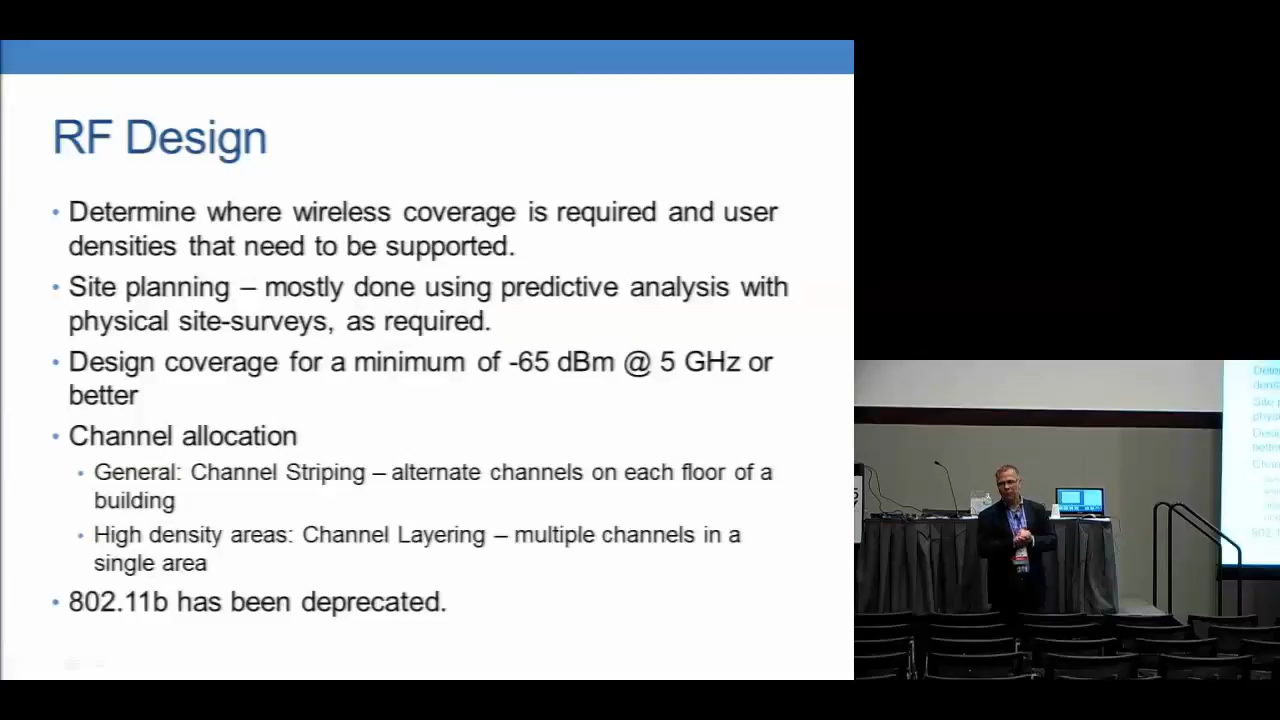 RF Design
• Determine where wireless coverage is required and user
densities that need to be supported.
• Site planning – mostly done using predictive analysis with
physical site-surveys, as required.
• Design coverage for a minimum of -65 dBm @ 5 GHz or
better
• Channel allocation
• General: Channel Striping – alternate channels on each floor of a
building
• High density areas: Channel Layering – multiple channels in a
single area
• 802.11b has been deprecated.